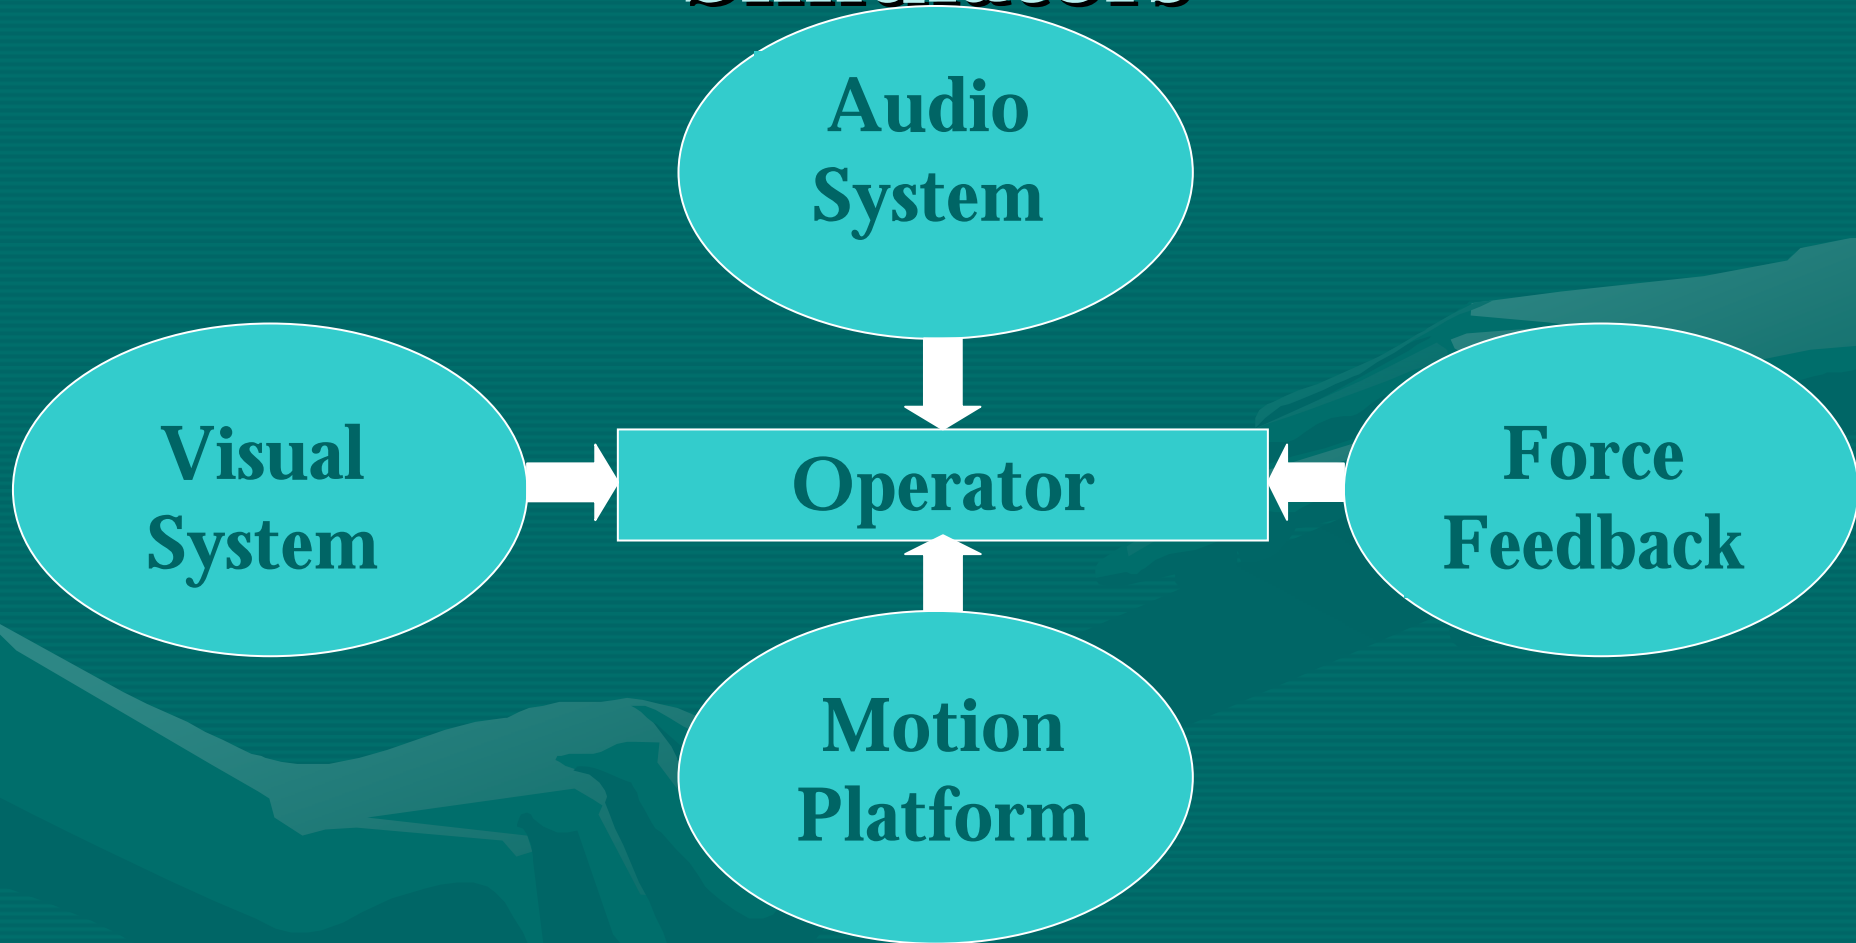 Audio
System
Visual
System
Operator
Force
Feedback
Motion
Platform